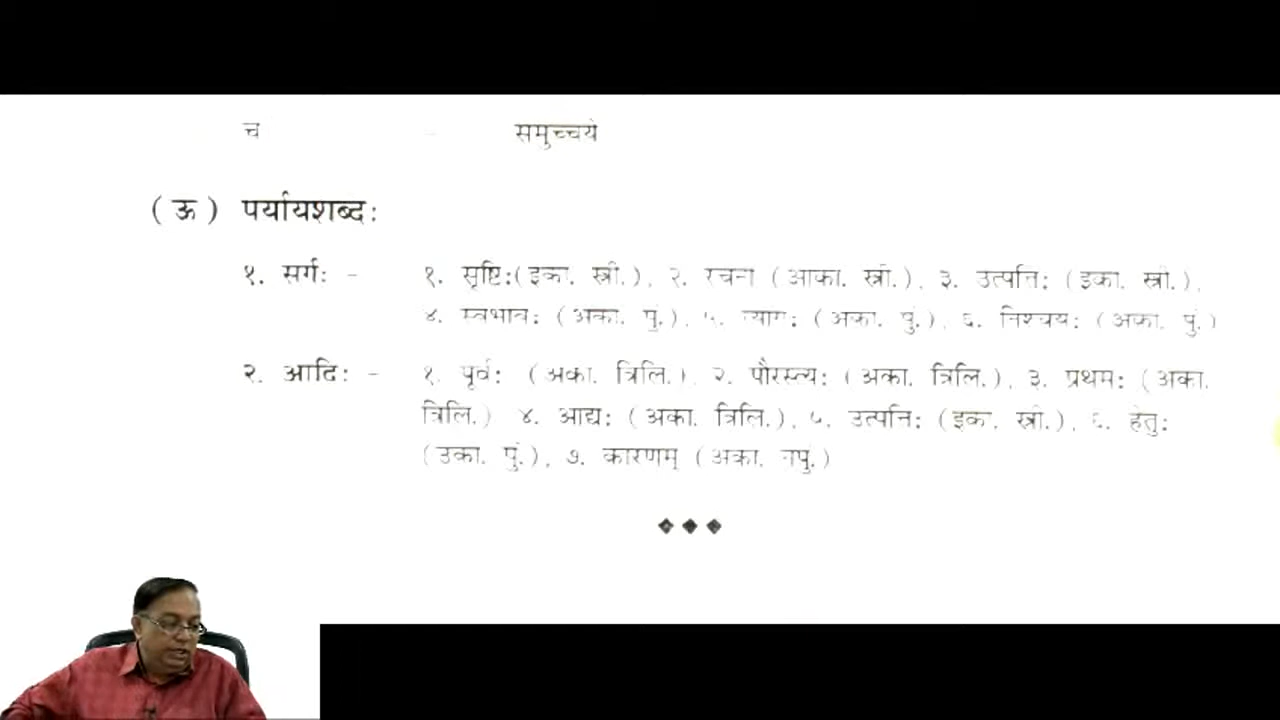 च - समुच्चये
(ऊ) पर्यायशब्दः
१. सर्गः - १. सृष्टिः(इका. स्त्री.), २. रचना (आका. स्त्री.), ३. उत्पत्तिः (इका. स्त्री.),
४. स्वभावः (अका. पुं.), ५. त्यागः (अका. पुं.), ६. निश्चयः (अका. पुं.)
२. आदिः - १. पूर्वः (अका. त्रिलि.), २. पौरस्त्यः (अका. त्रिलि.), ३. प्रथमः (अका.
त्रिलि.) ४. आद्यः (अका. त्रिलि.), ५. उत्पत्तिः (इका. स्त्री.), ६. हेतुः
(उका. पुं.), ७. कारणम् (अका. नपुं.)